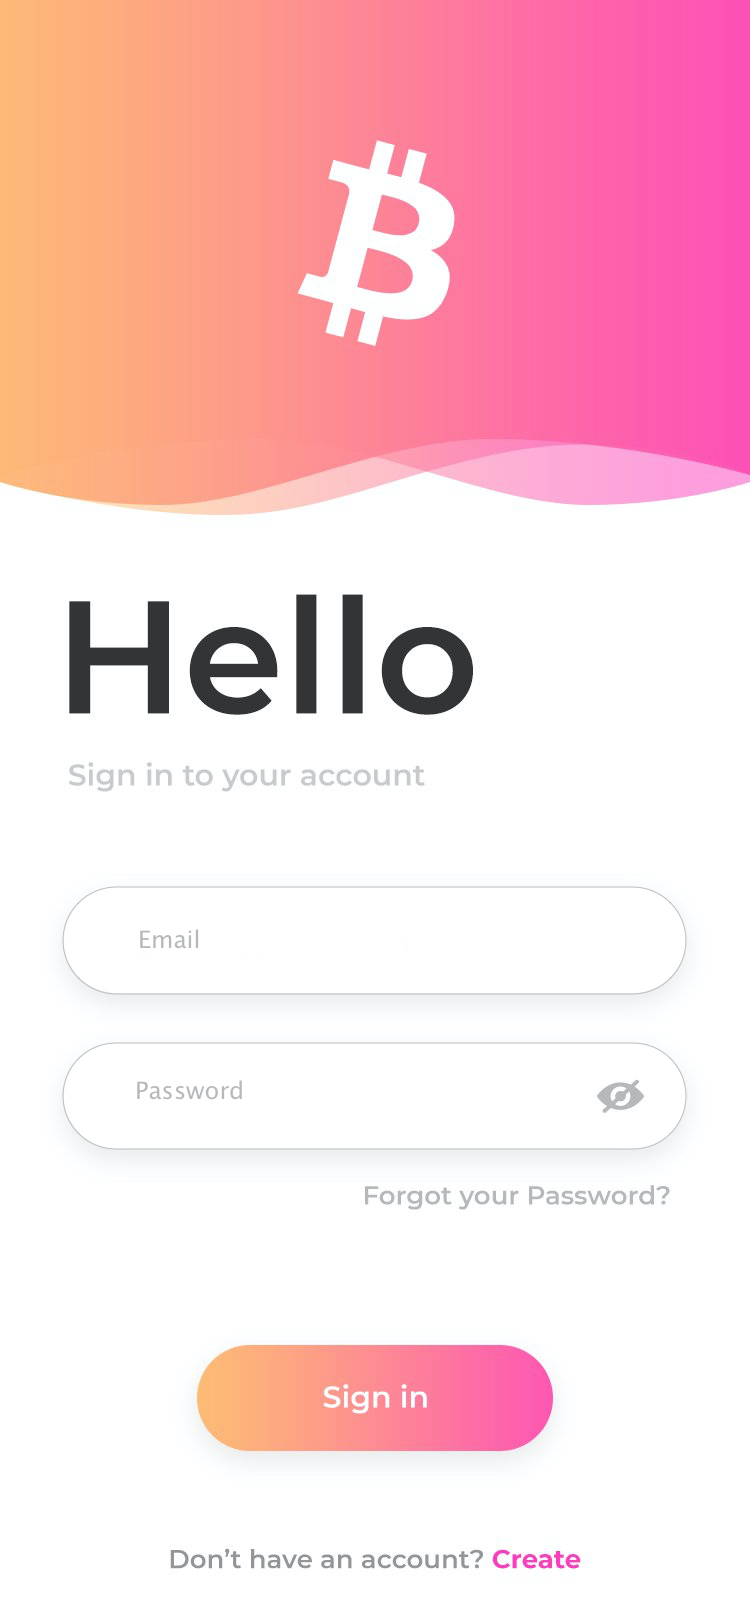 Hello
Sign in to your account
Email
Password
Forgot your Password?
Sign in
Don’t have an account? Create